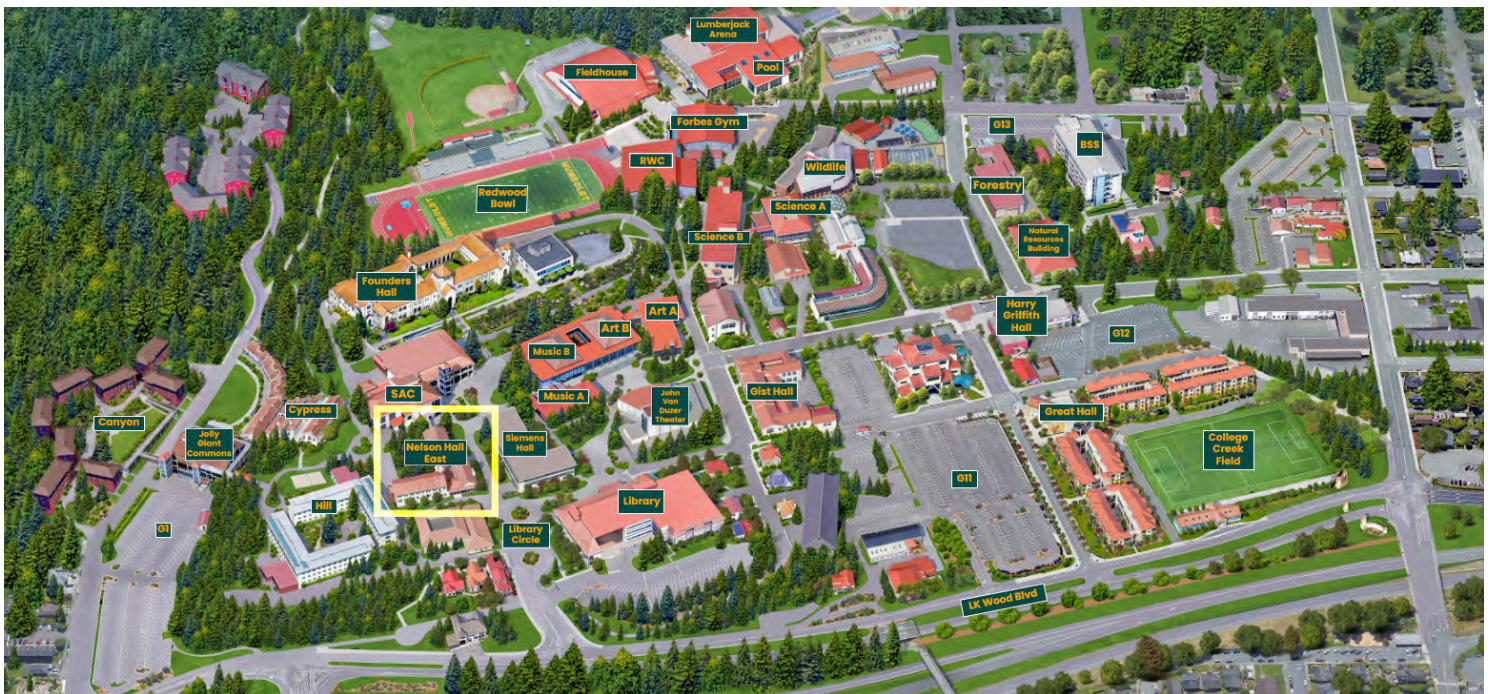 Lumberjack
Arena
Pool
Fieldhouse
Forbes Gym
G13
BSS
RWC
Wildlife
Redwood
Bowl
HUMBOLDT
HUMBOLDT
Forestry
Science A
Science B
Natural
Resources
Building
Founders
Hall
Art A
Art B
Harry
Griffith
Hall
G12
Music B
SAC
Music A
Gist Hall
John
Van
Duzer
Theater
Cypress
Great Hall
Canyon
Jolly
Giant
Commons
Nelson Hall
East
Siemens
Hall
College
Creek
Field
G11
Library
Hill
G1
Library
Circle
LK Wood Blvd